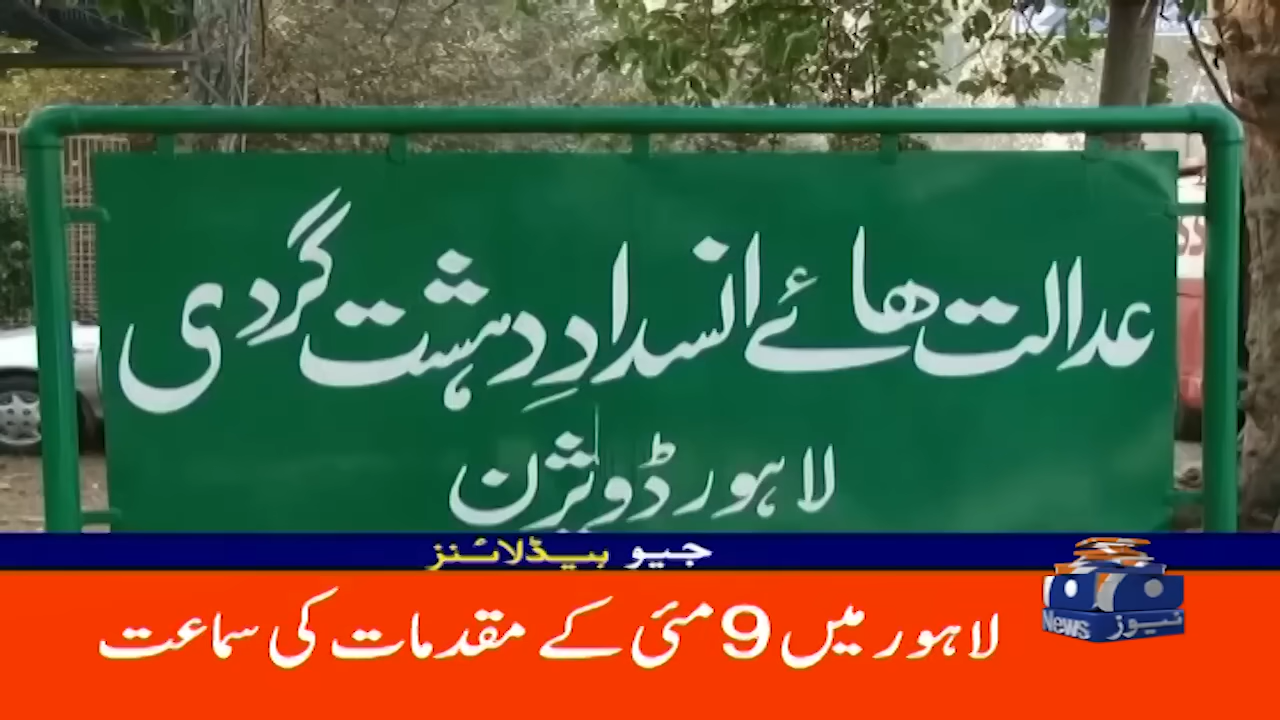 عدالت ھائے انسدادِ دہشت گردی
لاہور ڈویژن
جیو ہیڈلائنز
لاہور میں 9 مئی کے مقدمات کی سماعت
News نیوز